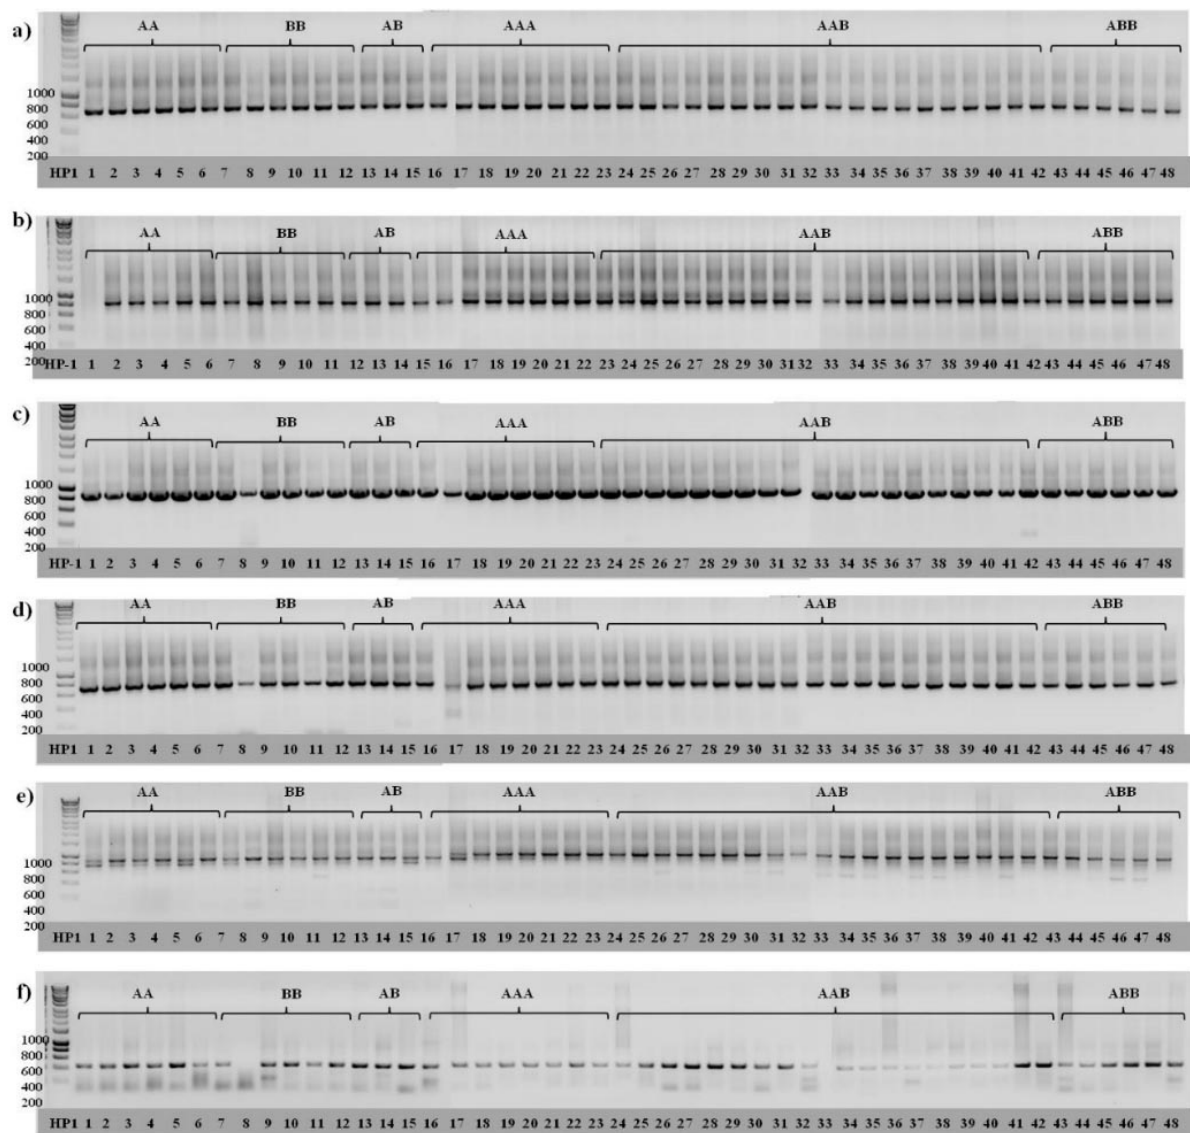 a) AA BB AB AAA AAB ABB
1000
800
600
400
200
HP1 1 2 3 4 5 6 7 8 9 10 11 12 13 14 15 16 17 18 19 20 21 22 23 24 25 26 27 28 29 30 31 32 33 34 35 36 37 38 39 40 41 42 43 44 45 46 47 48
b) AA BB AB AAA AAB ABB
1000
800
600
400
200 HP-1 1 2 3 4 5 6 7 8 9 10 11 12 13 14 15 16 17 18 19 20 21 22 23 24 25 26 27 28 29 30 31 32 33 34 35 36 37 38 39 40 41 42 43 44 45 46 47 48
c) AA BB AB AAA AAB ABB
1000
800
600
400
200
HP-1 1 2 3 4 5 6 7 8 9 10 11 12 13 14 15 16 17 18 19 20 21 22 23 24 25 26 27 28 29 30 31 32 33 34 35 36 37 38 39 40 41 42 43 44 45 46 47 48
d) AA BB AB AAA AAB ABB
1000
800
600
400
200
HP1 1 2 3 4 5 6 7 8 9 10 11 12 13 14 15 16 17 18 19 20 21 22 23 24 25 26 27 28 29 30 31 32 33 34 35 36 37 38 39 40 41 42 43 44 45 46 47 48
e) AA BB AB AAA AAB ABB
1000
800
600
400
200
HP1 1 2 3 4 5 6 7 8 9 10 11 12 13 14 15 16 17 18 19 20 21 22 23 24 25 26 27 28 29 30 31 32 33 34 35 36 37 38 39 40 41 42 43 44 45 46 47 48
f) AA BB AB AAA AAB ABB
1000
800
600
400
200
HP1 1 2 3 4 5 6 7 8 9 10 11 12 13 14 15 16 17 18 19 20 21 22 23 24 25 26 27 28 29 30 31 32 33 34 35 36 37 38 39 40 41 42 43 44 45 46 47 48